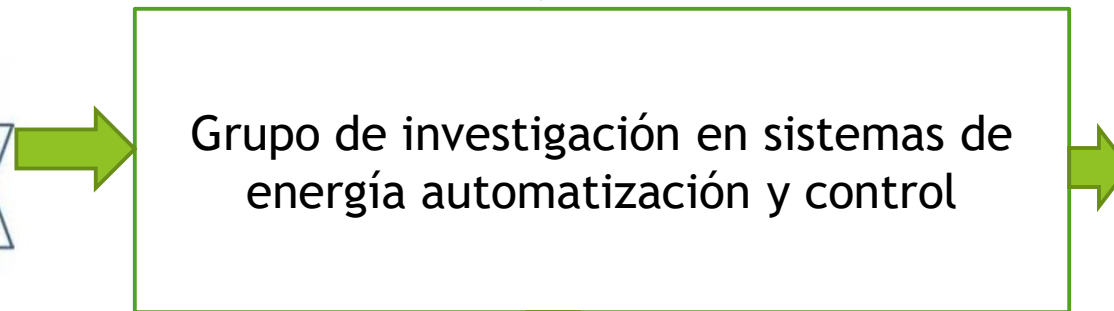 Grupo de investigación en sistemas de
energía automatización y control